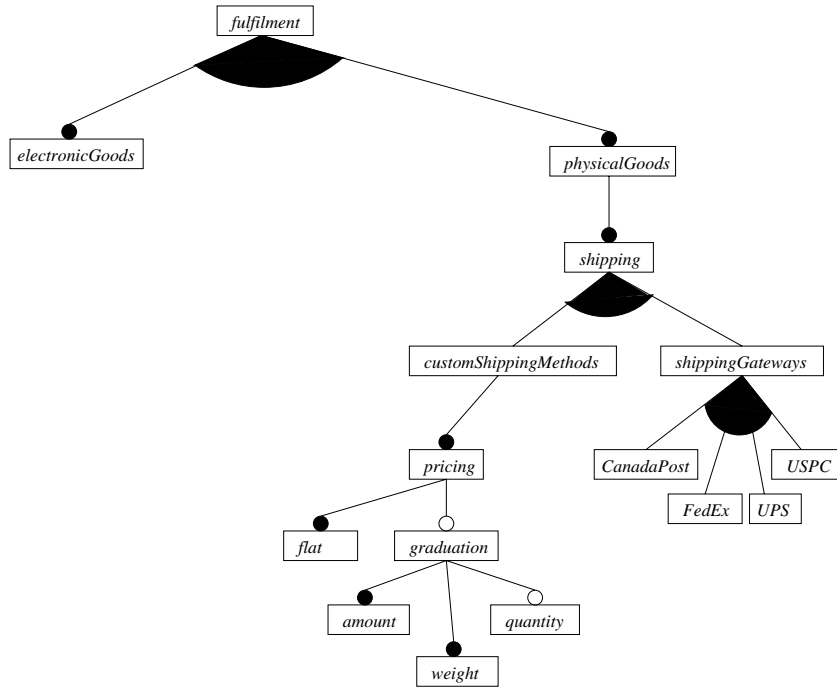 fulfilment
electronicGoods
physicalGoods
shipping
customShippingMethods
shippingGateways
pricing
CanadaPost
USPC
FedEx
UPS
flat
graduation
amount
quantity
weight